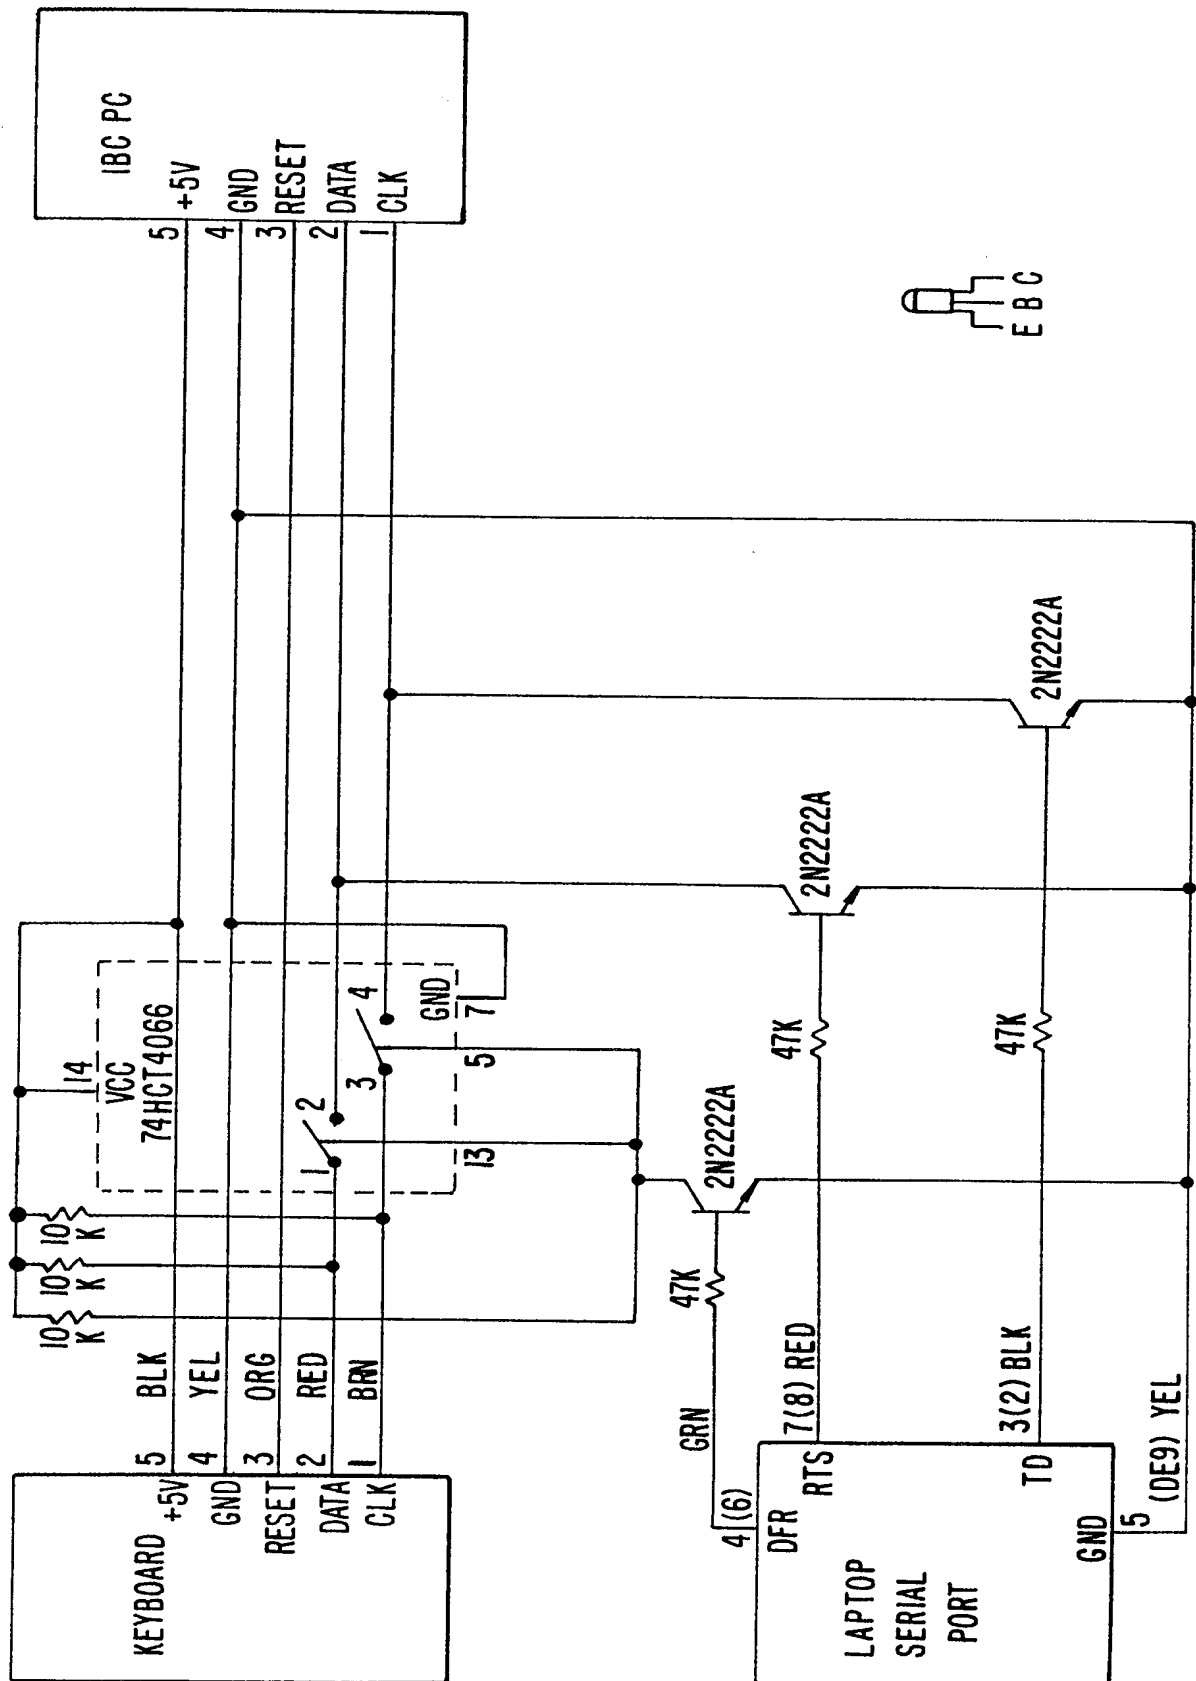 KEYBOARD
+5V
GND
RESET
DATA
CLK
5
4
3
2
1
BLK
YEL
ORG
RED
BRN
10
K
10
K
10
K
14
VCC
74HCT4066
1
2
3
4
GND
7
13
5
IBC PC
+5V
GND
RESET
DATA
CLK
5
4
3
2
1
LAPTOP
SERIAL
PORT
DFR
RTS
TD
GND
4 (6)
GRN
7(8) RED
3(2) BLK
5
(DE9) YEL
47K
47K
47K
2N2222A
2N2222A
2N2222A
E B C